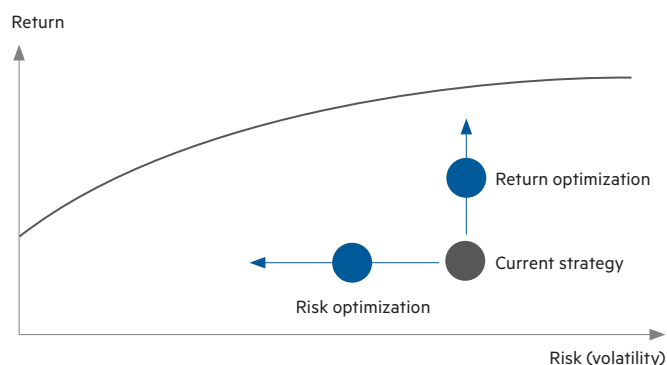 Return
Return optimization
Current strategy
Risk optimization
Risk (volatility)